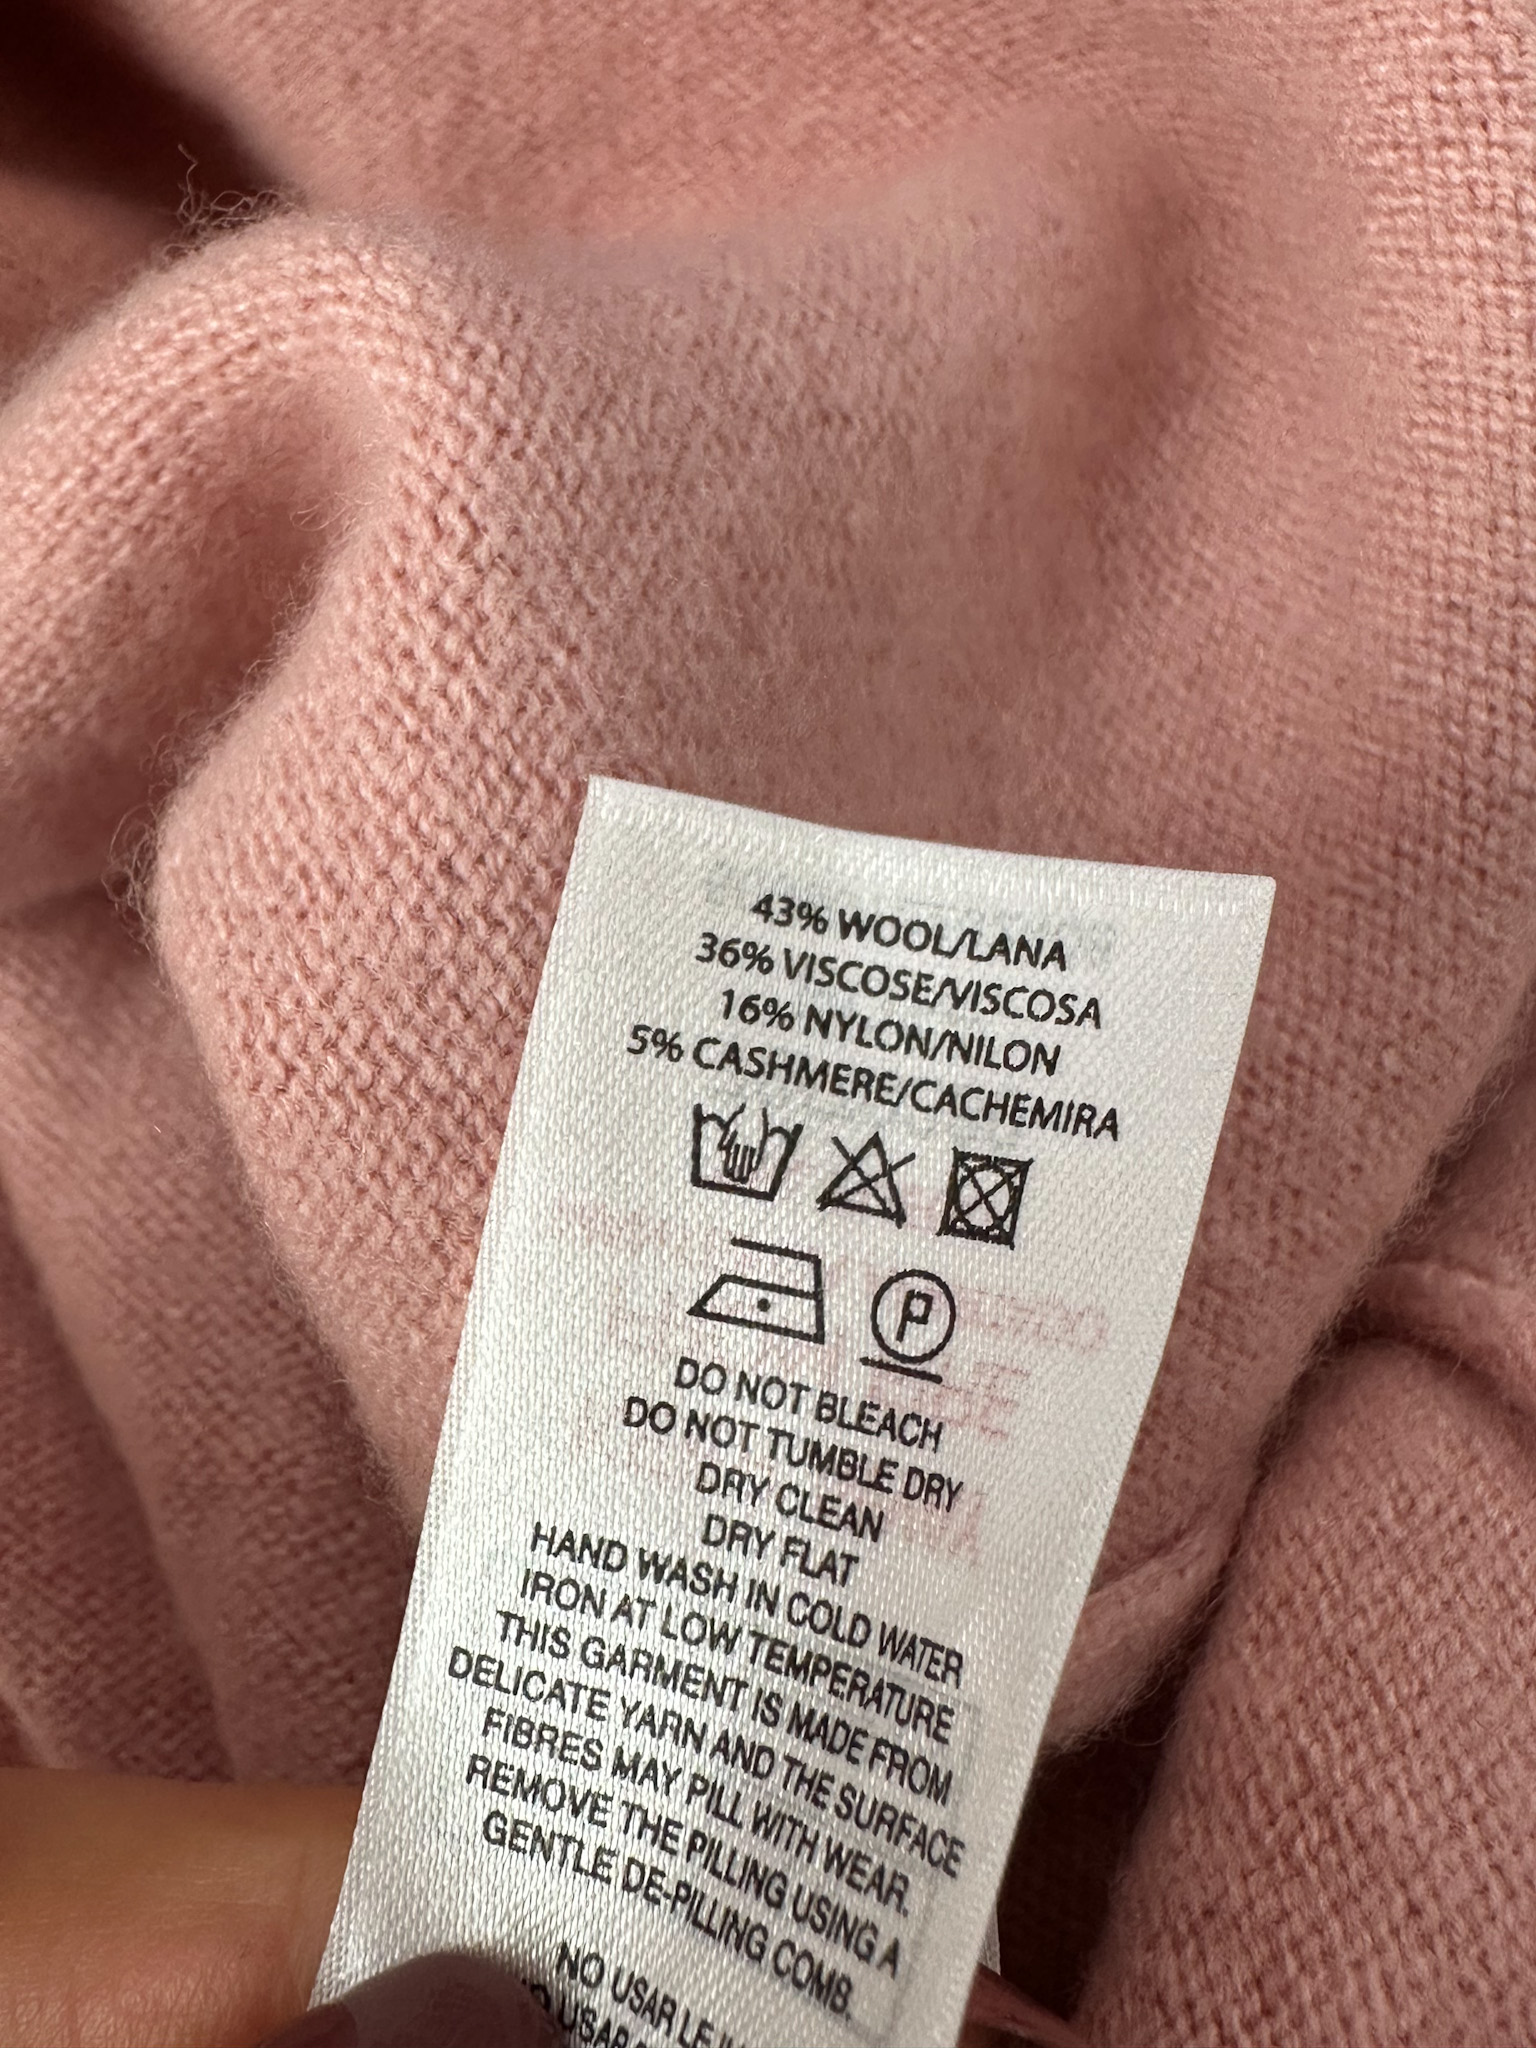 43% WOOL/LANA
36% VISCOSE/VISCOSA
16% NYLON/NILON
5% CASHMERE/CACHEMIRA
P
DO NOT BLEACH
DO NOT TUMBLE DRY
DRY CLEAN
DRY FLAT
HAND WASH IN COLD WATER
IRON AT LOW TEMPERATURE
THIS GARMENT IS MADE FROM
DELICATE YARN AND THE SURFACE
FIBRES MAY PILL WITH WEAR.
REMOVE THE PILLING USING A
GENTLE DE-PILLING COMB.
NO USAR
USAR